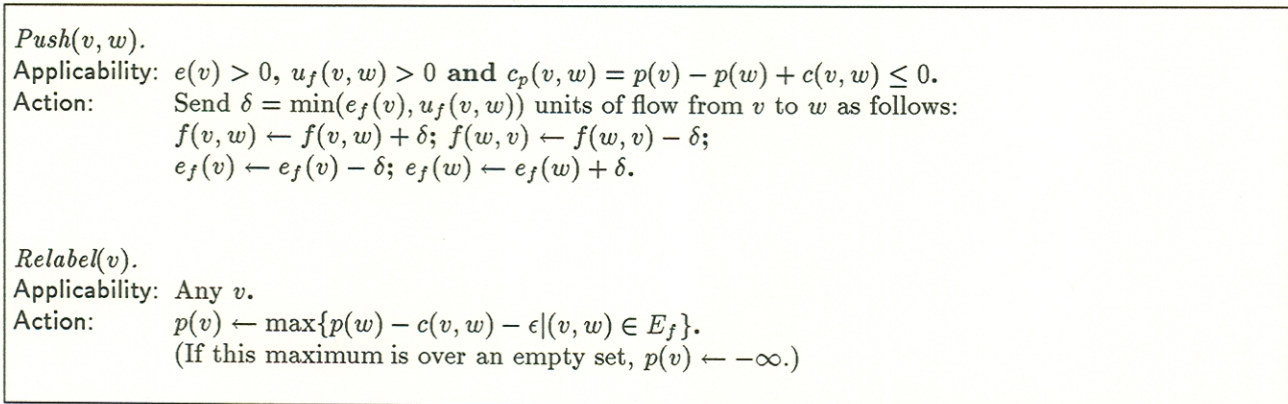 Push(v, w).
Applicability: e(v) > 0, u_f(v, w) > 0 and c_p(v, w) = p(v) − p(w) + c(v, w) ≤ 0.
Action: Send δ = min(e_f(v), u_f(v, w)) units of flow from v to w as follows:
f(v, w) ← f(v, w) + δ; f(w, v) ← f(w, v) − δ;
e_f(v) ← e_f(v) − δ; e_f(w) ← e_f(w) + δ.
Relabel(v).
Applicability: Any v.
Action: p(v) ← max{p(w) − c(v, w) − ϵ|(v, w) ∈ E_f}.
(If this maximum is over an empty set, p(v) ← −∞.)